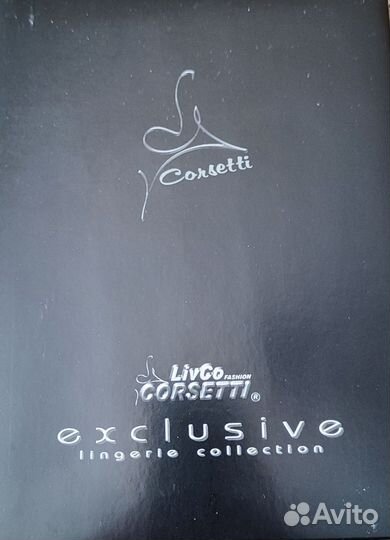 Corsetti
LivCo FASHION
CORSETTI®
exclusive
lingerie collection
Avito